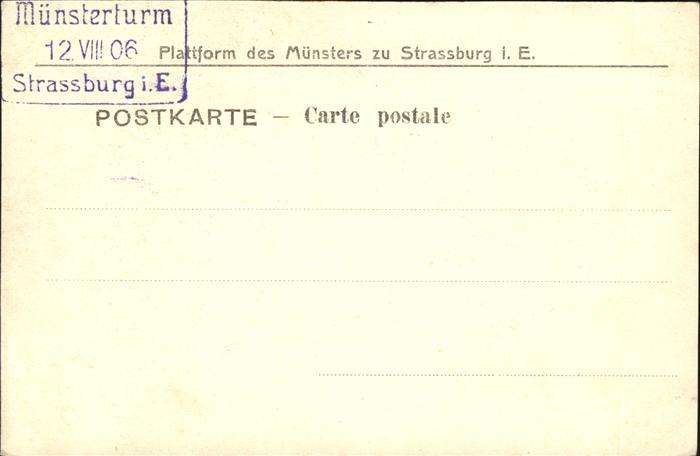 Münsterturm
12. VIII 06
Strassburg i. E.
Plattform des Münsters zu Strassburg i. E.
POSTKARTE — Carte postale